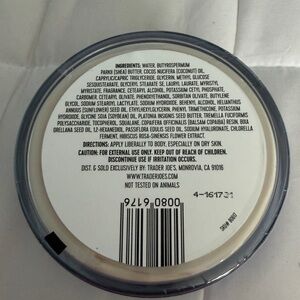 INGREDIENTS: WATER, BUTYROSPERMUM
PARKII (SHEA) BUTTER, COCOS NUCIFERA (COCONUT) OIL,
CAPRYLIC/CAPRIC TRIGLYCERIDE, GLYCERIN, METHYL GLUCOSE
SESQUISTEARATE, GLYCERYL STEARATE SE, LAURYL LAURATE, MYRISTYL
MYRISTATE, FRAGRANCE, CETEARYL ALCOHOL, POTASSIUM CETYL PHOSPHATE,
CARBOMER, CETEARYL OLIVATE, PHENOXYETHANOL, SORBITAN OLIVATE, BUTYLENE
GLYCOL, SODIUM STEAROYL LACTYLATE, SODIUM HYDROXIDE, BEHENYL ALCOHOL, HELIANTHUS
ANNUUS (SUNFLOWER) SEED OIL, ETHYLHEXYLGLYCERIN, PHENYL TRIMETHICONE, POTASSIUM
HYDROXIDE, GLYCINE SOJA (SOYBEAN) OIL, PLATONIA INSIGNIS SEED BUTTER, TREMELLA FUCIFORMIS
POLYSACCHARIDE, TOCOPHEROL, SQUALANE, COPAIFERA OFFICINALIS (BALSAM COPAIBA) RESIN, BIXA
ORELLANA SEED OIL, 1,2-HEXANEDIOL, PASSIFLORA EDULIS SEED OIL, SODIUM HYALURONATE, CHLORELLA
FERMENT, HIBISCUS ROSA-SINENSIS FLOWER EXTRACT.
DIRECTIONS: APPLY LIBERALLY TO BODY, ESPECIALLY ON DRY SKIN.
CAUTION: FOR EXTERNAL USE ONLY. KEEP OUT OF REACH OF CHILDREN.
DISCONTINUE USE IF IRRITATION OCCURS.
DIST. & SOLD EXCLUSIVELY BY: TRADER JOE'S, MONROVIA, CA 91016
WWW.TRADERJOES.COM
NOT TESTED ON ANIMALS
0080 6176